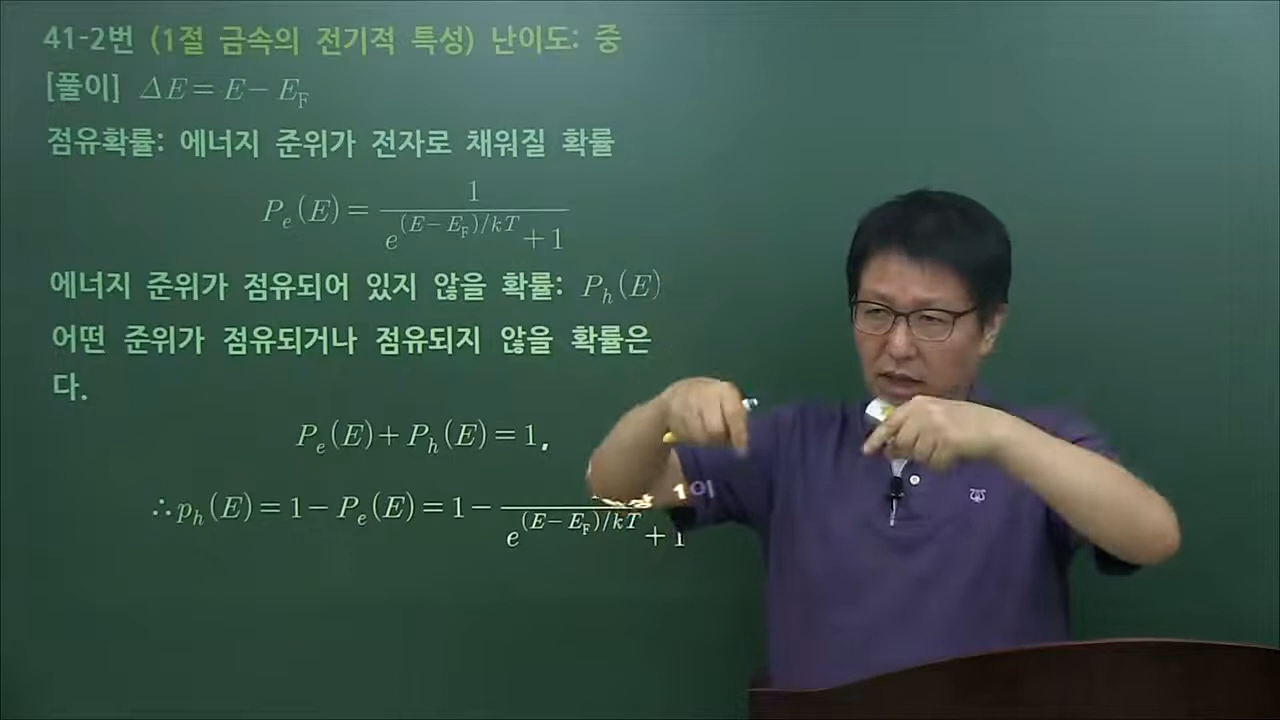 41-2번 (1절 금속의 전기적 특성) 난이도: 중
[풀이] ΔE = E − E_F
점유확률: 에너지 준위가 전자로 채워질 확률
P_e(E) = 1 / (e^{(E−E_F)/kT} + 1)
에너지 준위가 점유되어 있지 않을 확률: P_h(E)
어떤 준위가 점유되거나 점유되지 않을 확률은
다.
P_e(E) + P_h(E) = 1,
∴ p_h(E) = 1 − P_e(E) = 1 − / (e^{(E−E_F)/kT} + 1
1이